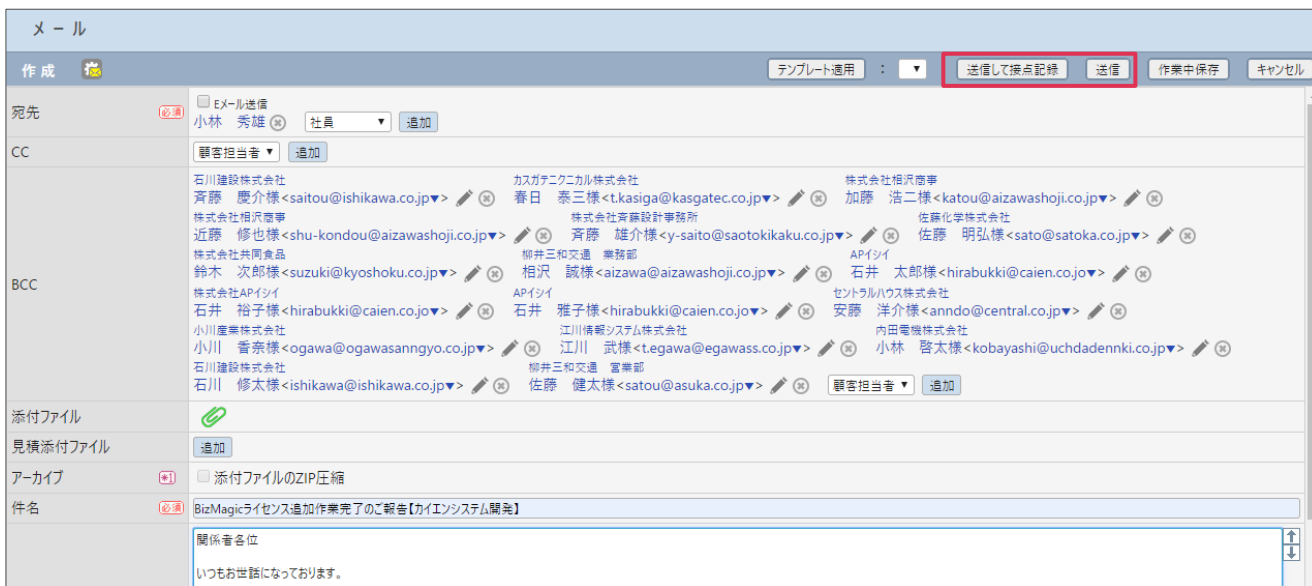 メール
作成 テンプレート適用 : 送信して接点記録 送信 作業中保存 キャンセル
宛先 必須 Eメール送信
小林 秀雄 社員 追加
CC 顧客担当者 追加
BCC
石川建設株式会社 カスガテクニカル株式会社 株式会社相沢商事
斉藤 慶介様<saitou@ishikawa.co.jp▼> 春日 泰三様<t.kasiga@kasgatec.co.jp▼> 加藤 浩二様<katou@aizawashoji.co.jp▼>
株式会社相沢商事 株式会社斉藤設計事務所 佐藤化学株式会社
近藤 修也様<shu-kondou@aizawashoji.co.jp▼> 斉藤 雄介様<y-saito@saotokikaku.co.jp▼> 佐藤 明弘様<sato@satoka.co.jp▼>
株式会社共同食品 柳井三和交通 業務部 APイシイ
鈴木 次郎様<suzuki@kyoshoku.co.jp▼> 相沢 誠様<aizawa@aizawashoji.co.jp▼> 石井 太郎様<hirabukki@caien.co.jo▼>
株式会社APイシイ APイシイ セントラルハウス株式会社
石井 裕子様<hirabukki@caien.co.jo▼> 石井 雅子様<hirabukki@caien.co.jo▼> 安藤 洋介様<anndo@central.co.jp▼>
小川産業株式会社 江川情報システム株式会社 内田電機株式会社
小川 香奈様<ogawa@ogawasanngyo.co.jp▼> 江川 武様<t.egawa@egawass.co.jp▼> 小林 啓太様<kobayashi@uchdadennki.co.jp▼>
石川建設株式会社 柳井三和交通 営業部
石川 修太様<ishikawa@ishikawa.co.jp▼> 佐藤 健太様<satou@asuka.co.jp▼> 顧客担当者 追加
添付ファイル
見積添付ファイル 追加
アーカイブ *1 添付ファイルのZIP圧縮
件名 必須 BizMagicライセンス追加作業完了のご報告【カイエンシステム開発】
関係者各位
いつもお世話になっております。